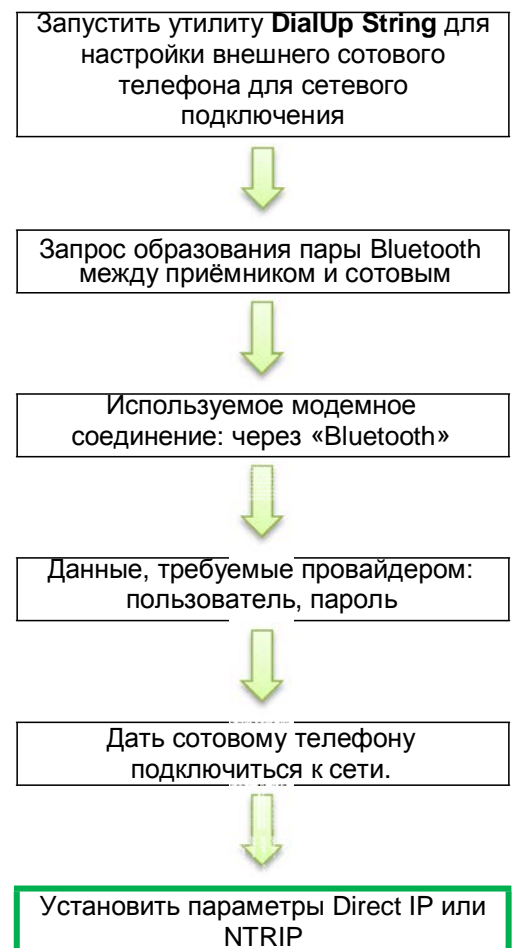 Запустить утилиту DialUp String для
настройки внешнего сотового
телефона для сетевого
подключения
Запрос образования пары Bluetooth
между приёмником и сотовым
Используемое модемное
соединение: через «Bluetooth»
Данные, требуемые провайдером:
пользователь, пароль
Дать сотовому телефону
подключиться к сети.
Установить параметры Direct IP или
NTRIP